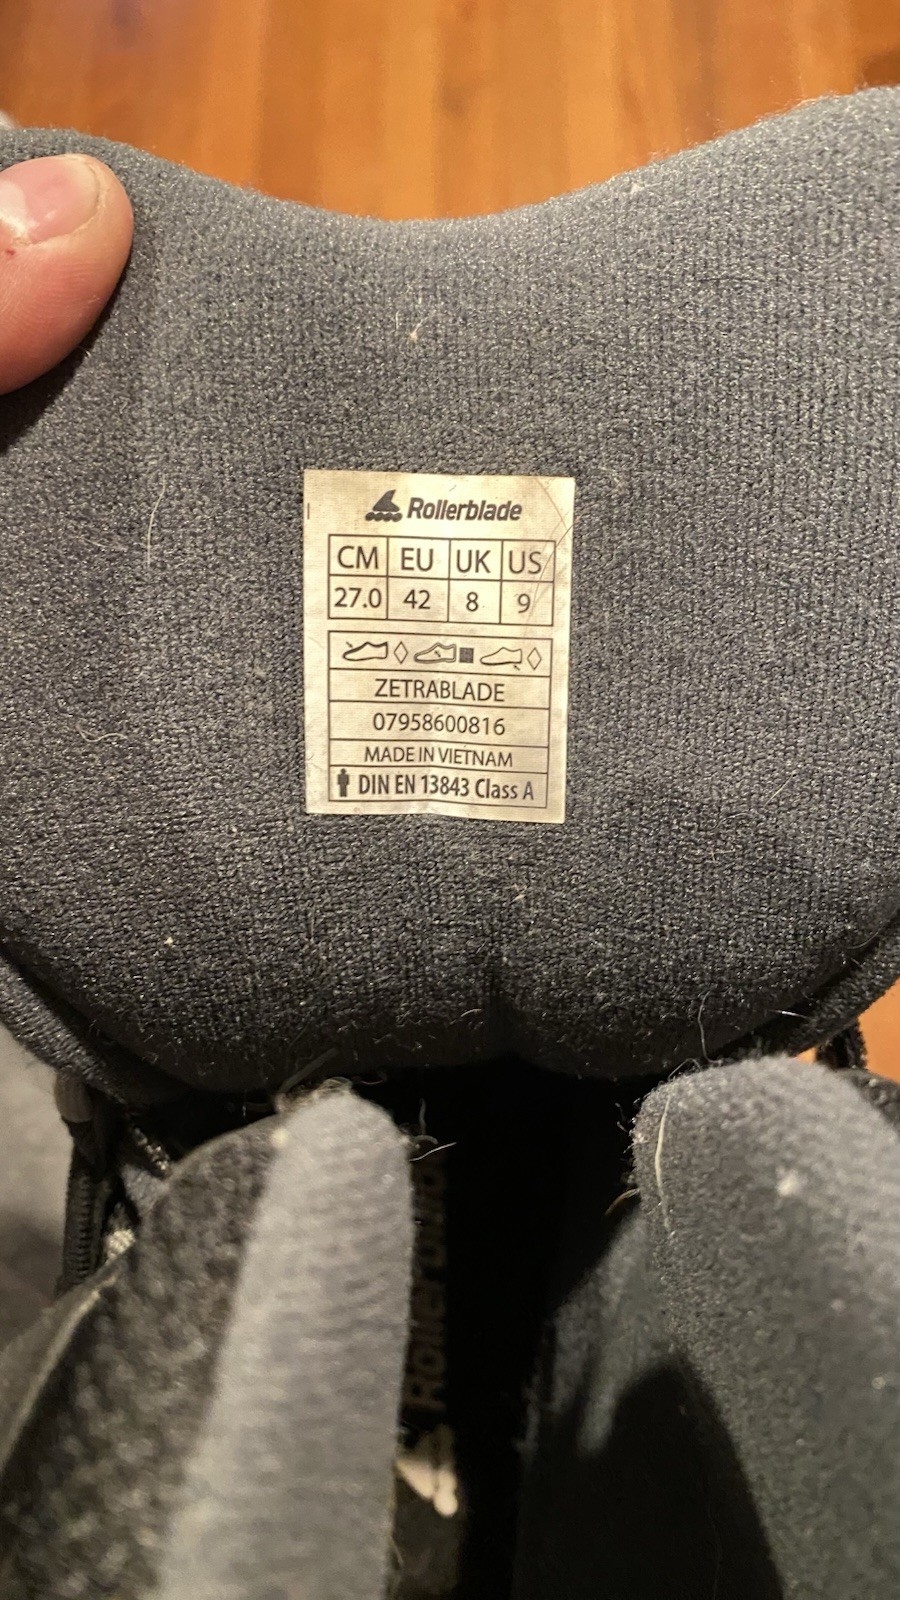 Rollerblade
CM EU UK US
27.0 42 8 9
ZETRABLADE
07958600816
MADE IN VIETNAM
DIN EN 13843 Class A
Rollerblade